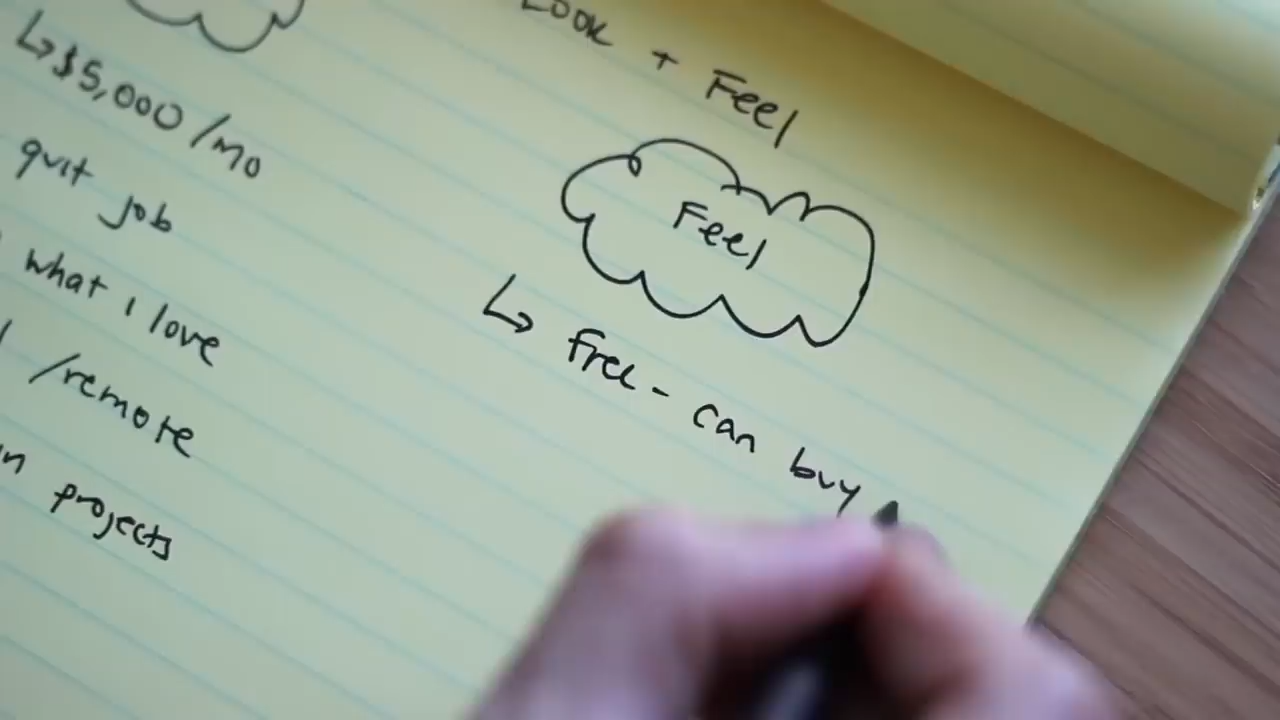 $5,000 /mo
quit job
what I love
/remote
projects
Look + Feel
Feel
Free - can buy